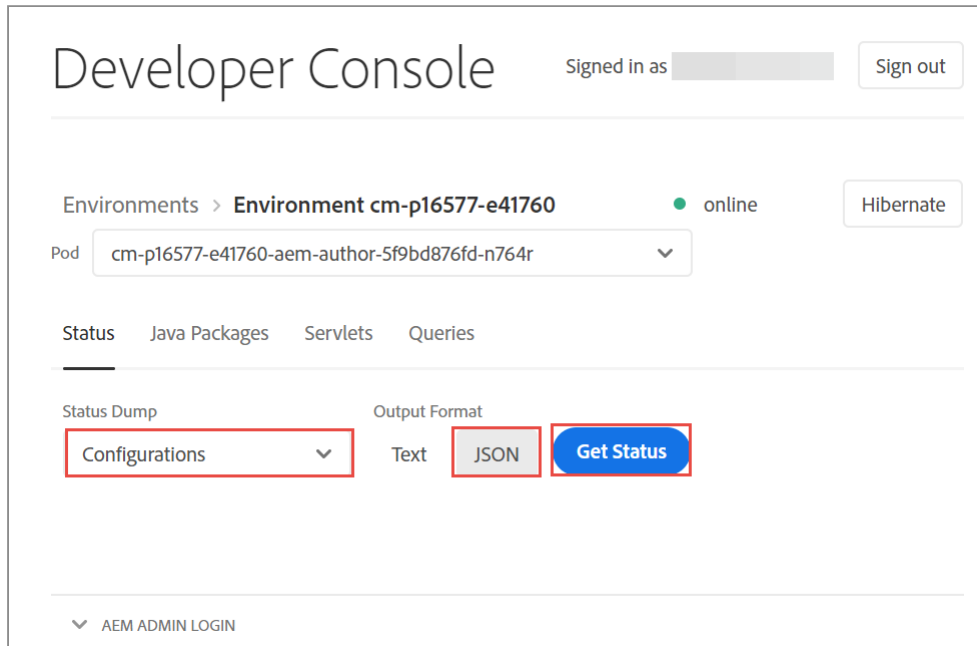 Developer Console
Signed in as
Sign out
Environments > Environment cm-p16577-e41760
online
Hibernate
Pod
cm-p16577-e41760-aem-author-5f9bd876fd-n764r
Status Java Packages Servlets Queries
Status Dump
Output Format
Configurations
Text
JSON
Get Status
AEM ADMIN LOGIN